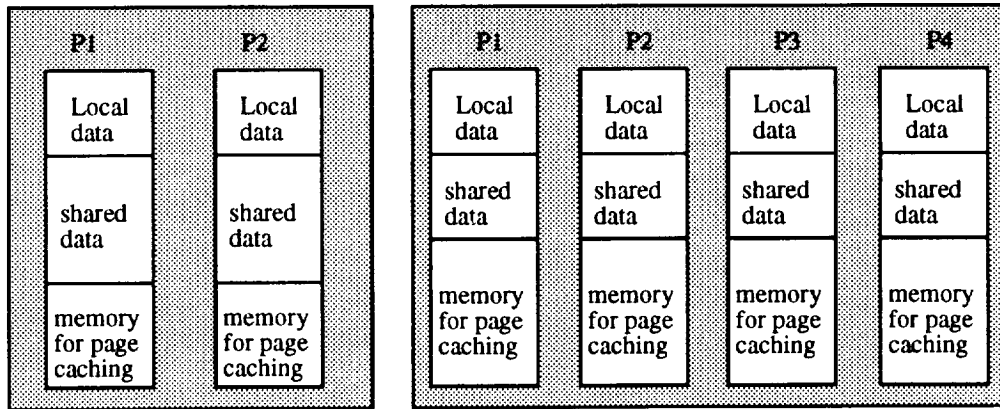 P1 P2
Local
data
shared
data
memory
for page
caching
Local
data
shared
data
memory
for page
caching
P1 P2 P3 P4
Local
data
shared
data
memory
for page
caching
Local
data
shared
data
memory
for page
caching
Local
data
shared
data
memory
for page
caching
Local
data
shared
data
memory
for page
caching